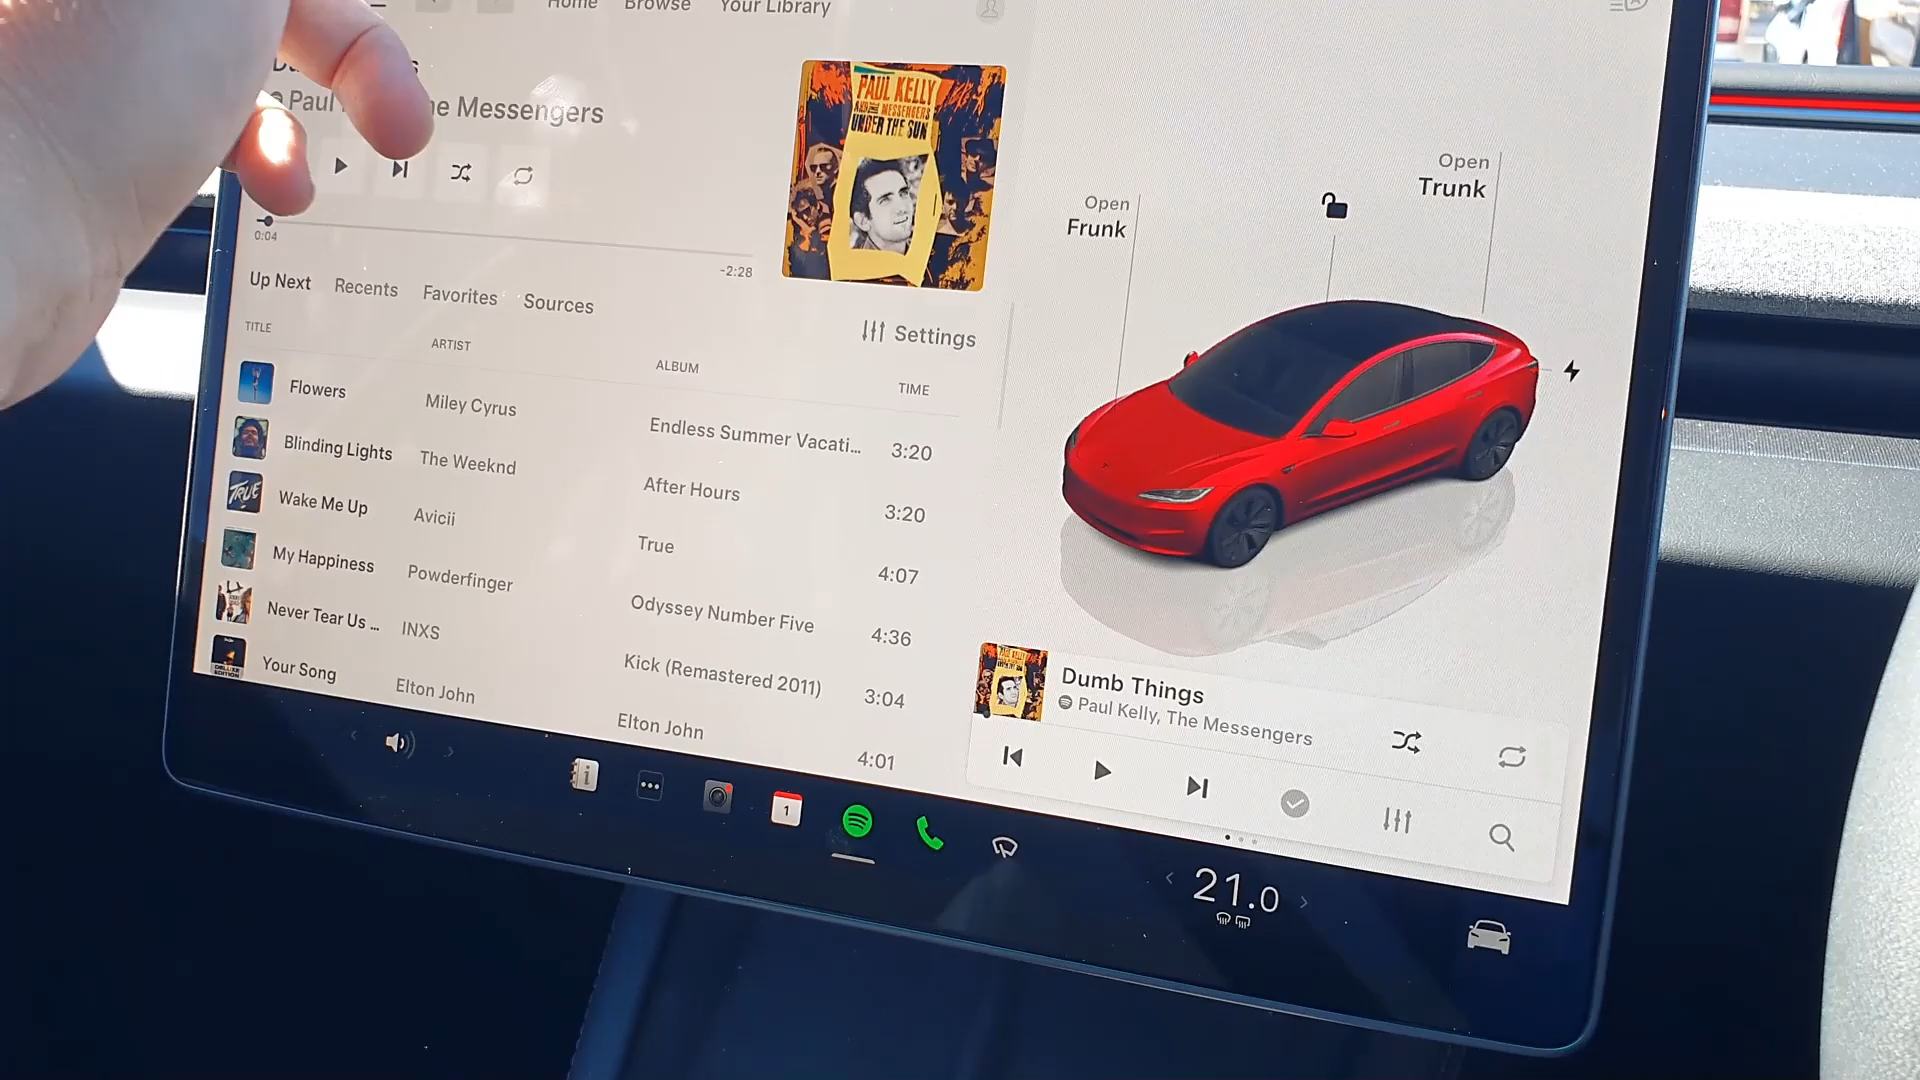 Home Browse Your Library
Paul
he Messengers
0:04
-2:28
PAUL KELLY
AND THE MESSENGERS
UNDER THE SUN
Up Next Recents Favorites Sources
Settings
TITLE ARTIST ALBUM TIME
Flowers Miley Cyrus Endless Summer Vacati... 3:20
Blinding Lights The Weeknd After Hours 3:20
Wake Me Up Avicii True 4:07
My Happiness Powderfinger Odyssey Number Five 4:36
Never Tear Us ... INXS Kick (Remastered 2011) 3:04
Your Song Elton John Elton John 4:01
TRUE
DELUXE
EDITION
Open
Frunk
Open
Trunk
Dumb Things
Paul Kelly, The Messengers
1
21.0